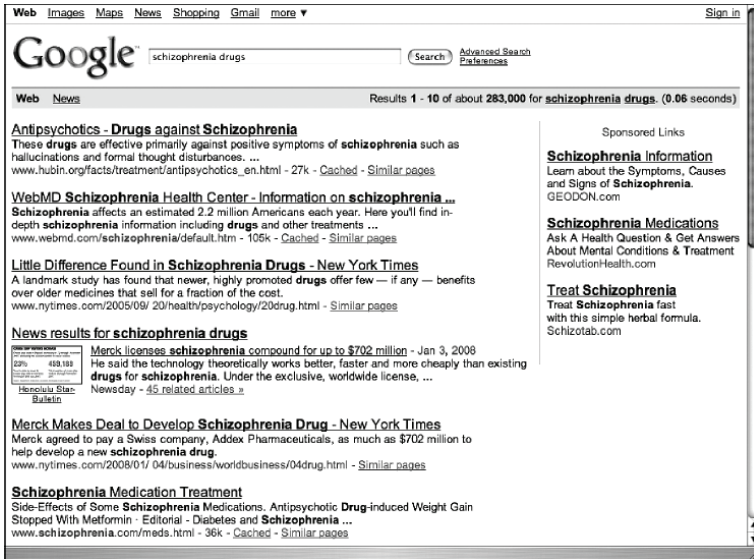 Web Images Maps News Shopping Gmail more ▼ Sign in
Google™ schizophrenia drugs Search Advanced Search
Preferences
Web News Results 1 - 10 of about 283,000 for schizophrenia drugs. (0.06 seconds)
Antipsychotics - Drugs against Schizophrenia
These drugs are effective primarily against positive symptoms of schizophrenia such as
hallucinations and formal thought disturbances. ...
www.hubin.org/facts/treatment/antipsychotics_en.html - 27k - Cached - Similar pages
WebMD Schizophrenia Health Center - Information on schizophrenia ...
Schizophrenia affects an estimated 2.2 million Americans each year. Here you'll find in-
depth schizophrenia information including drugs and other treatments ...
www.webmd.com/schizophrenia/default.htm - 105k - Cached - Similar pages
Little Difference Found in Schizophrenia Drugs - New York Times
A landmark study has found that newer, highly promoted drugs offer few — if any — benefits
over older medicines that sell for a fraction of the cost.
www.nytimes.com/2005/09/ 20/health/psychology/20drug.html - Similar pages
News results for schizophrenia drugs
23% 459,183
Honolulu Star-
Bulletin
Merck licenses schizophrenia compound for up to $702 million - Jan 3, 2008
He said the technology theoretically works better, faster and more cheaply than existing
drugs for schizophrenia. Under the exclusive, worldwide license, ...
Newsday - 45 related articles »
Merck Makes Deal to Develop Schizophrenia Drug - New York Times
Merck agreed to pay a Swiss company, Addex Pharmaceuticals, as much as $702 million to
help develop a new schizophrenia drug.
www.nytimes.com/2008/01/ 04/business/worldbusiness/04drug.html - Similar pages
Schizophrenia Medication Treatment
Side-Effects of Some Schizophrenia Medications. Antipsychotic Drug-induced Weight Gain
Stopped With Metformin · Editorial - Diabetes and Schizophrenia ...
www.schizophrenia.com/meds.html - 36k - Cached - Similar pages
Sponsored Links
Schizophrenia Information
Learn about the Symptoms, Causes
and Signs of Schizophrenia.
GEODON.com
Schizophrenia Medications
Ask A Health Question & Get Answers
About Mental Conditions & Treatment
RevolutionHealth.com
Treat Schizophrenia
Treat Schizophrenia fast
with this simple herbal formula.
Schizotab.com